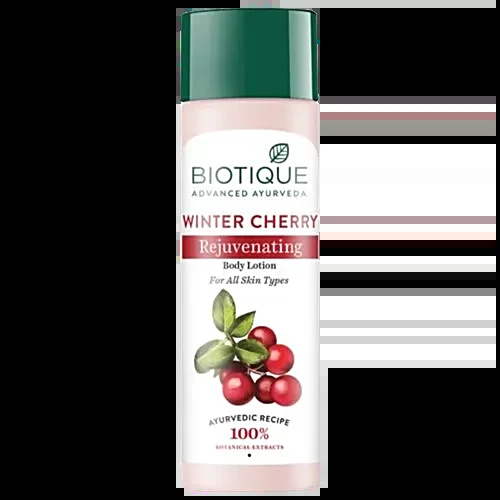 BIOTIQUE
ADVANCED AYURVEDA
WINTER CHERRY
Rejuvenating
Body Lotion
For All Skin Types
AYURVEDIC RECIPE
100%
BOTANICAL EXTRACTS